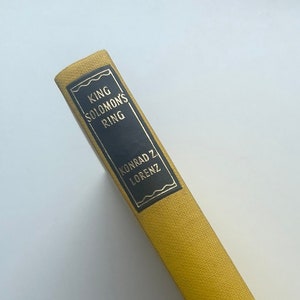 KING
SOLOMON'S
RING
KONRAD Z
LORENZ